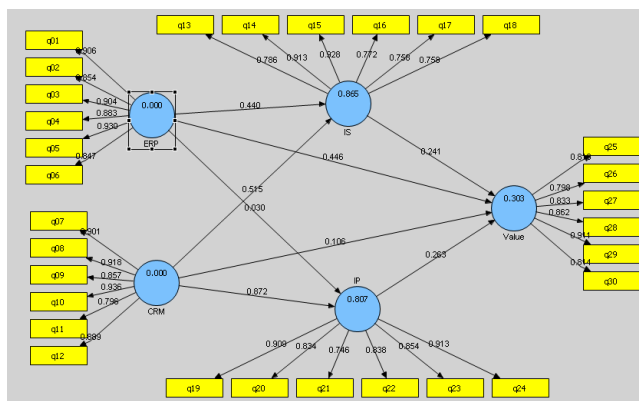 q13
q14
q15
q16
q17
q18
q01
q02
q03
q04
q05
q06
0.906
0.854
0.904
0.883
0.930
0.847
0.786
0.913
0.928
0.772
0.758
0.758
0.000
ERP
0.865
IS
0.440
0.446
0.241
0.515
0.030
q07
q08
q09
q10
q11
q12
0.901
0.918
0.857
0.936
0.796
0.889
0.000
CRM
0.106
0.872
0.263
IP
0.807
0.303
Value
q25
q26
q27
q28
q29
q30
0.798
0.833
0.862
0.911
0.814
0.909
0.834
0.746
0.838
0.854
0.913
q19
q20
q21
q22
q23
q24